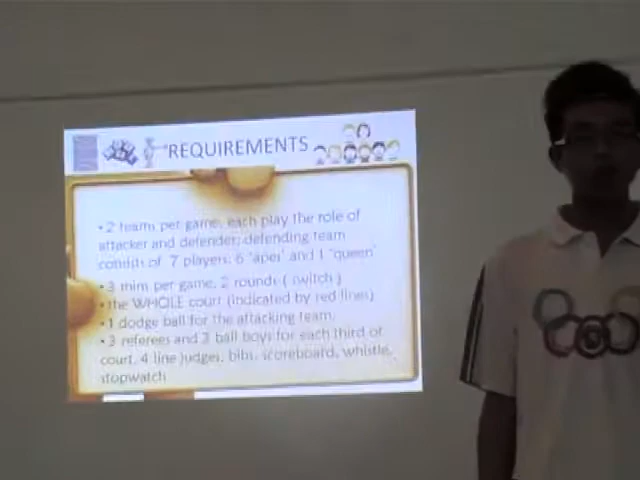 REQUIREMENTS
• 2 teams per game, each play the role of
attacker and defender; defending team
consists of 7 players: 6 'apes' and 1 'queen'
• 3 mins per game, 2 rounds ( switch )
• the WHOLE court (indicated by red lines)
• 1 dodge ball for the attacking team.
• 3 referees and 3 ball boys for each third of
court, 4 line judges, bibs, scoreboard, whistle,
stopwatch